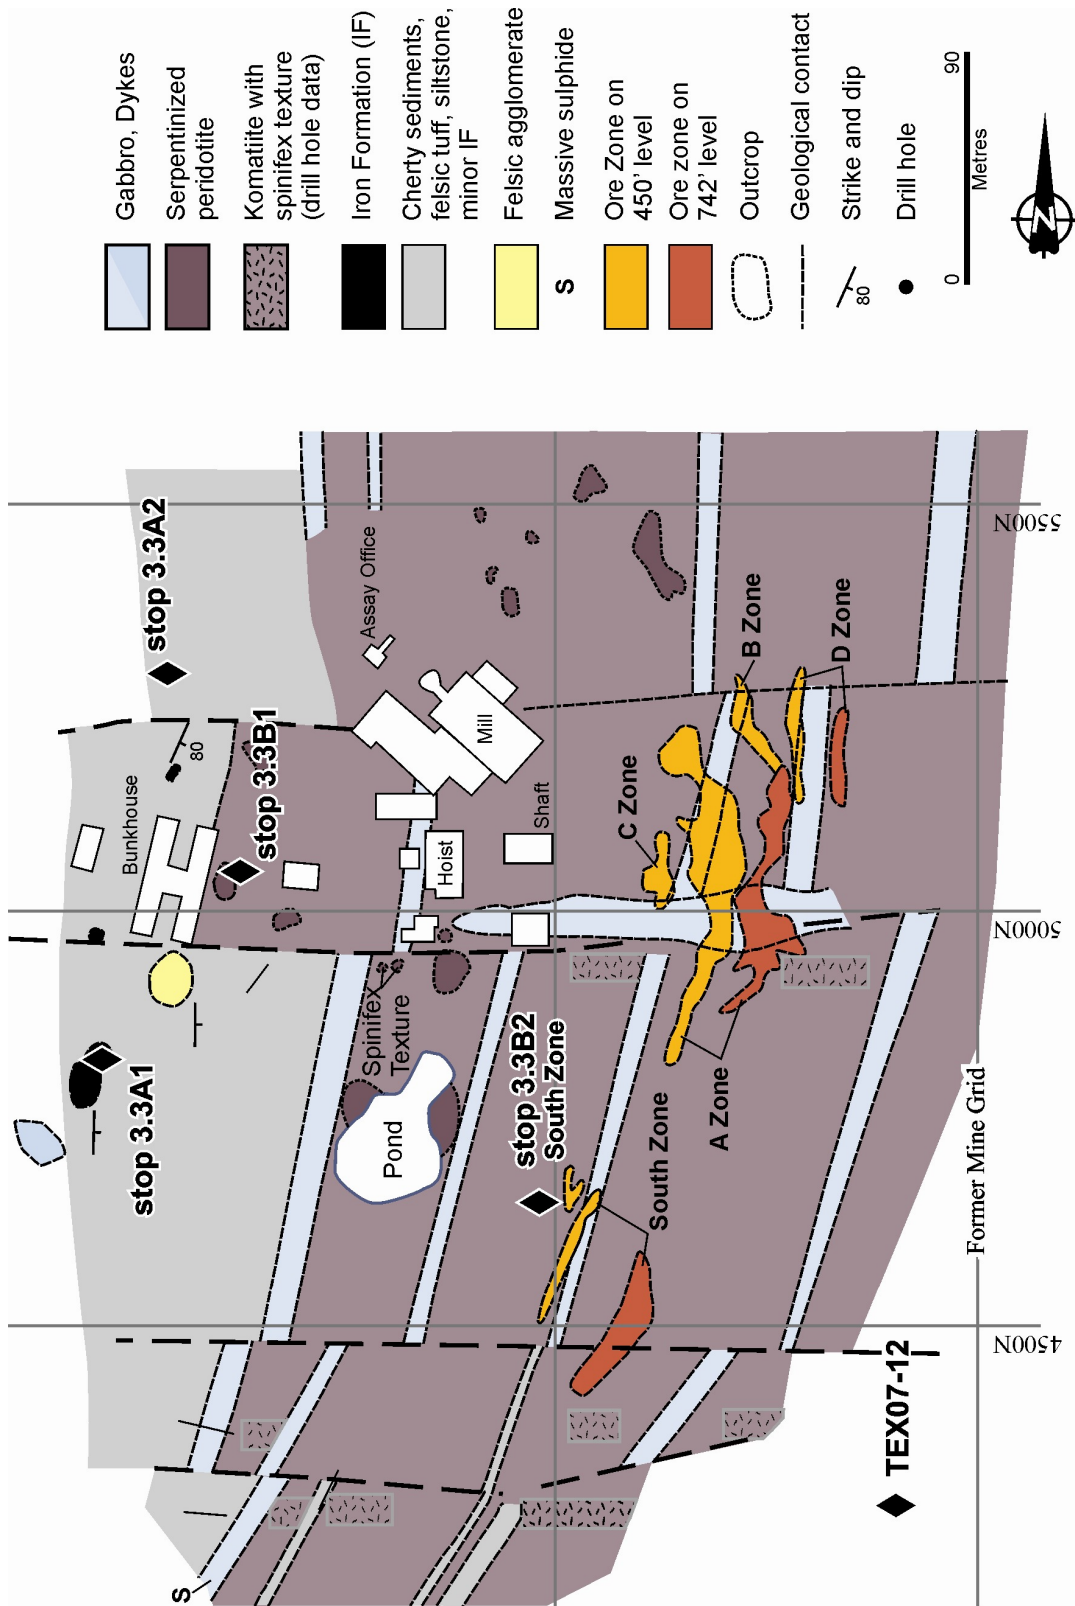 Gabbro, Dykes
Serpentinized
peridotite
Komatiite with
spinifex texture
(drill hole data)
Iron Formation (IF)
Cherty sediments,
felsic tuff, siltstone,
minor IF
Felsic agglomerate
S
Massive sulphide
Ore Zone on
450' level
Ore zone on
742' level
Outcrop
Geological contact
80
Strike and dip
Drill hole
0
90
Metres
N
stop 3.3A2
Assay Office
Bunkhouse
80
stop 3.3B1
Mill
Hoist
Shaft
C Zone
B Zone
D Zone
5500N
5000N
stop 3.3A1
Spinifex
Texture
Pond
stop 3.3B2
South Zone
South Zone
A Zone
Former Mine Grid
4500N
S
TEX07-12